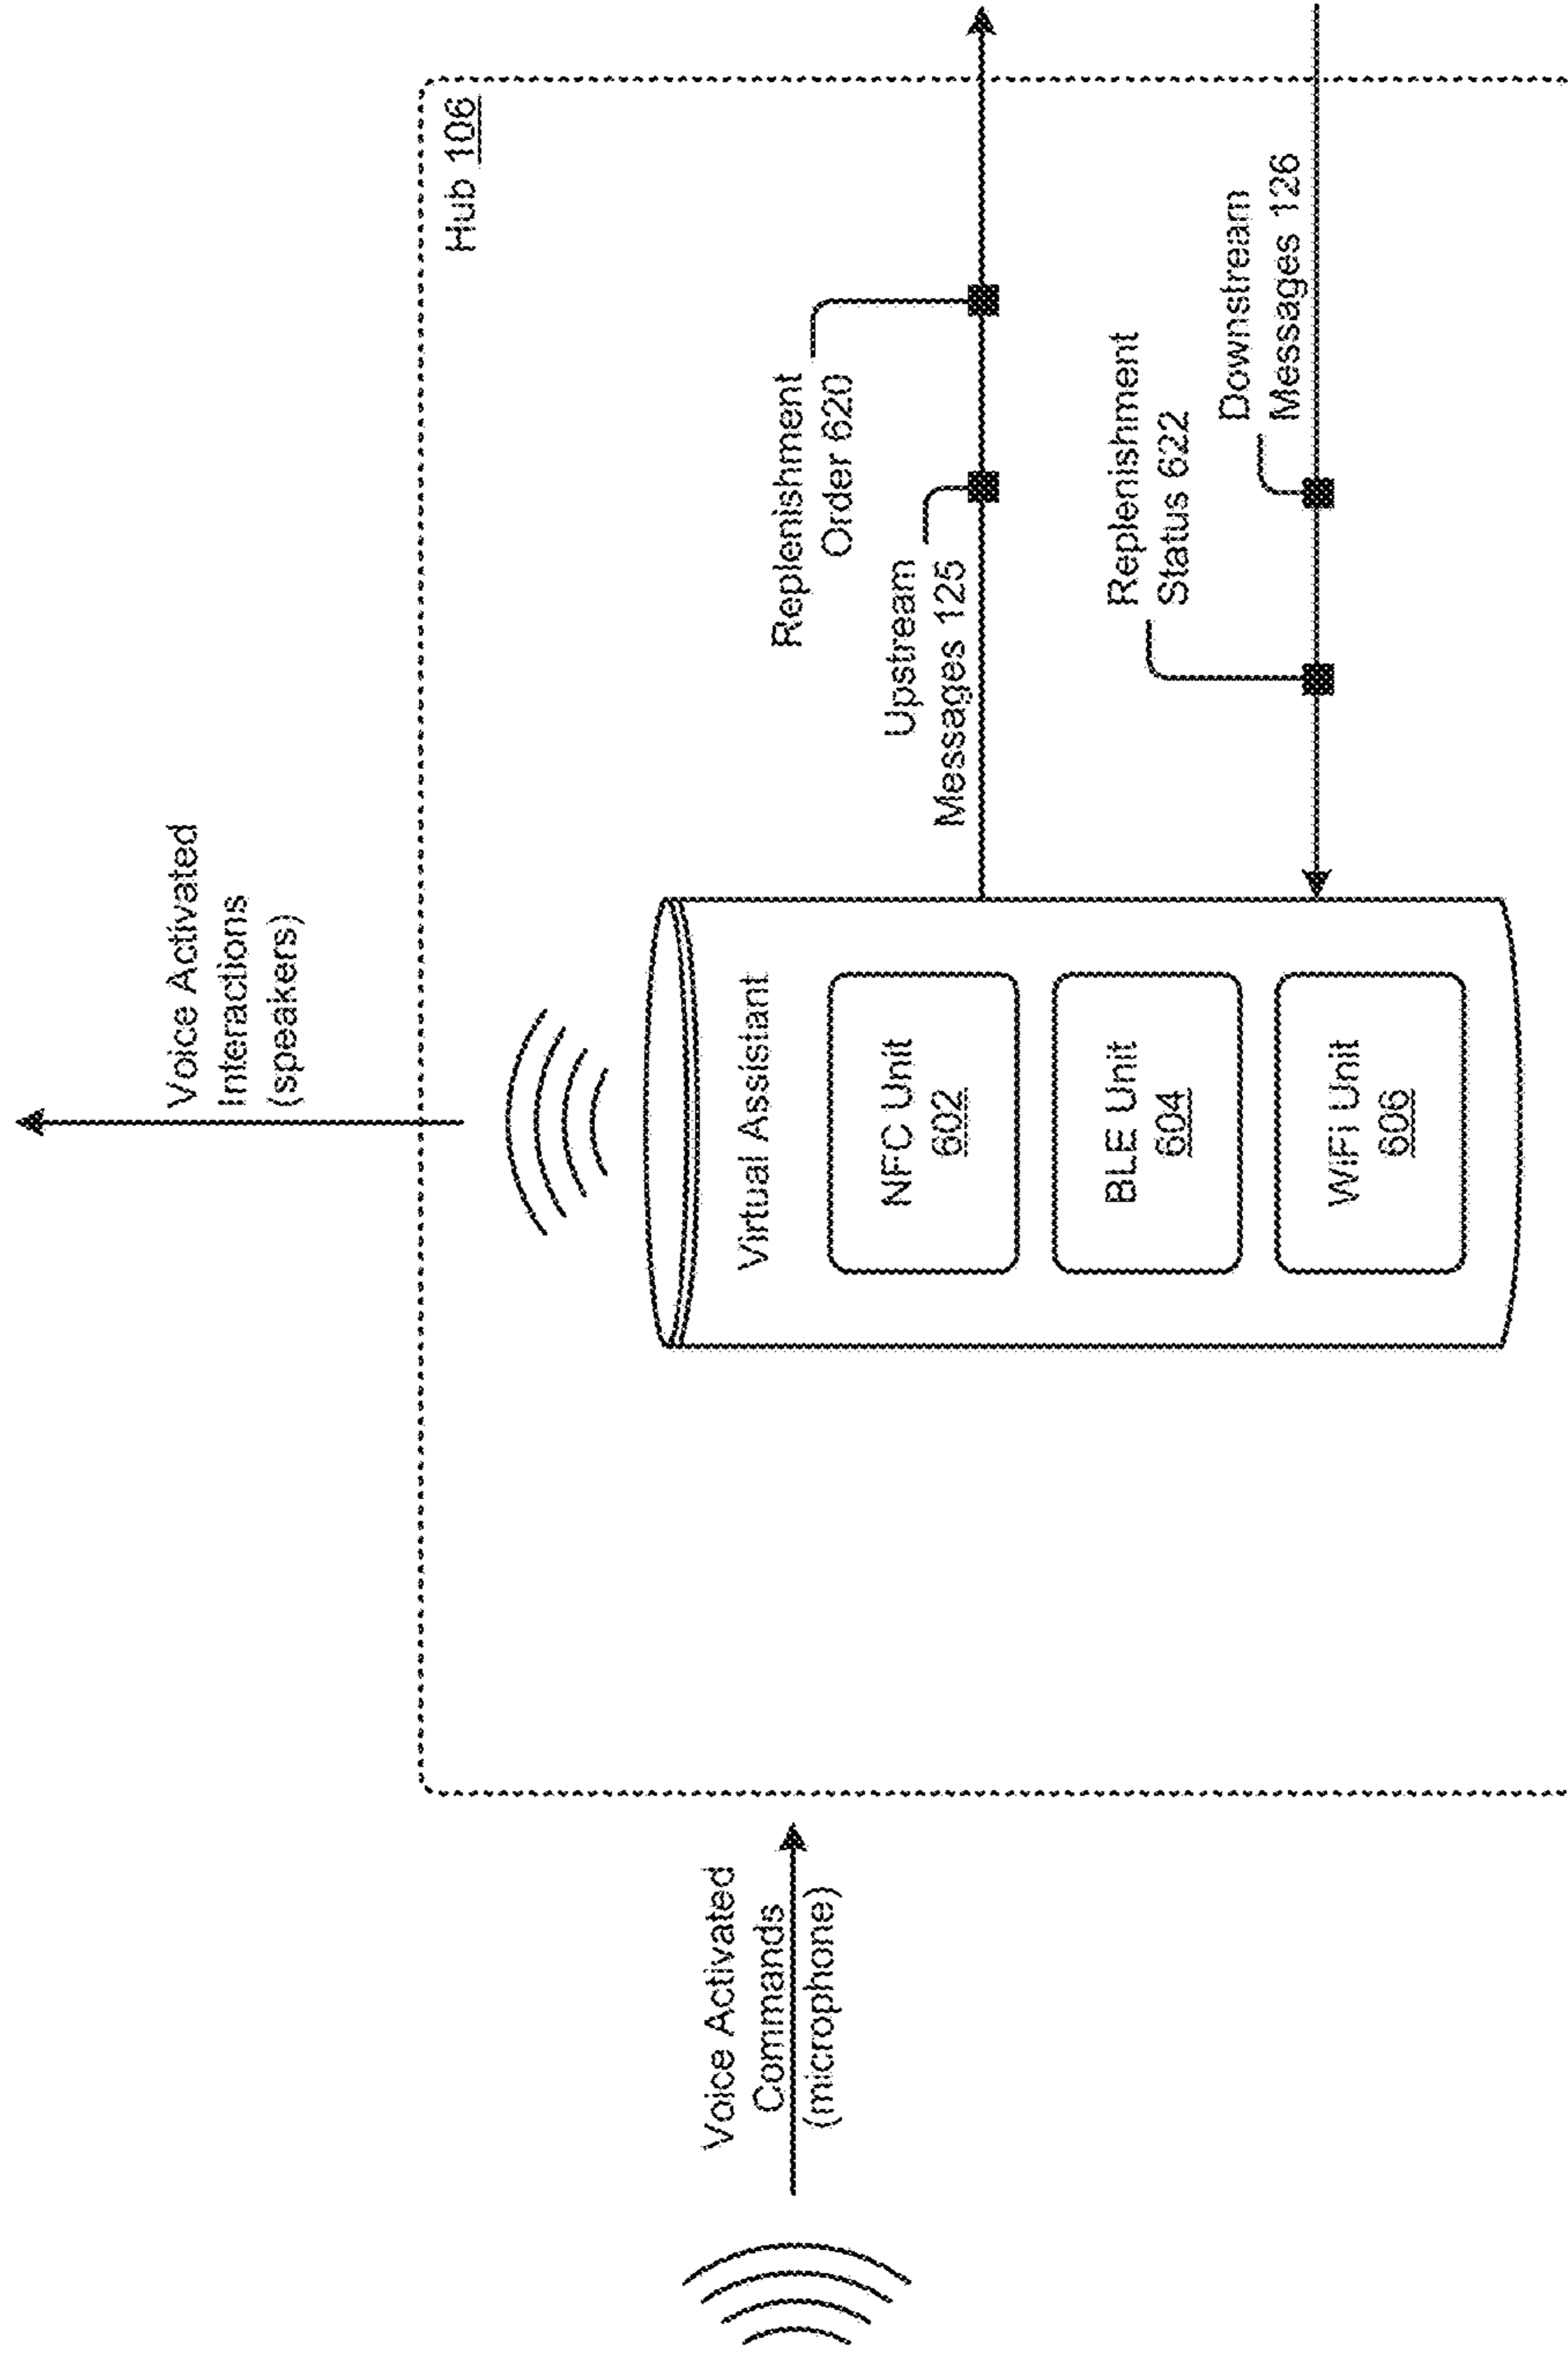 Voice Activated
Interactions
(speakers)
Hub 106
Voice Activated
Commands
(microphone)
Virtual Assistant
NFC Unit
602
BLE Unit
604
WiFi Unit
606
Replenishment
Order 620
Upstream
Messages 125
Replenishment
Status 622
Downstream
Messages 126